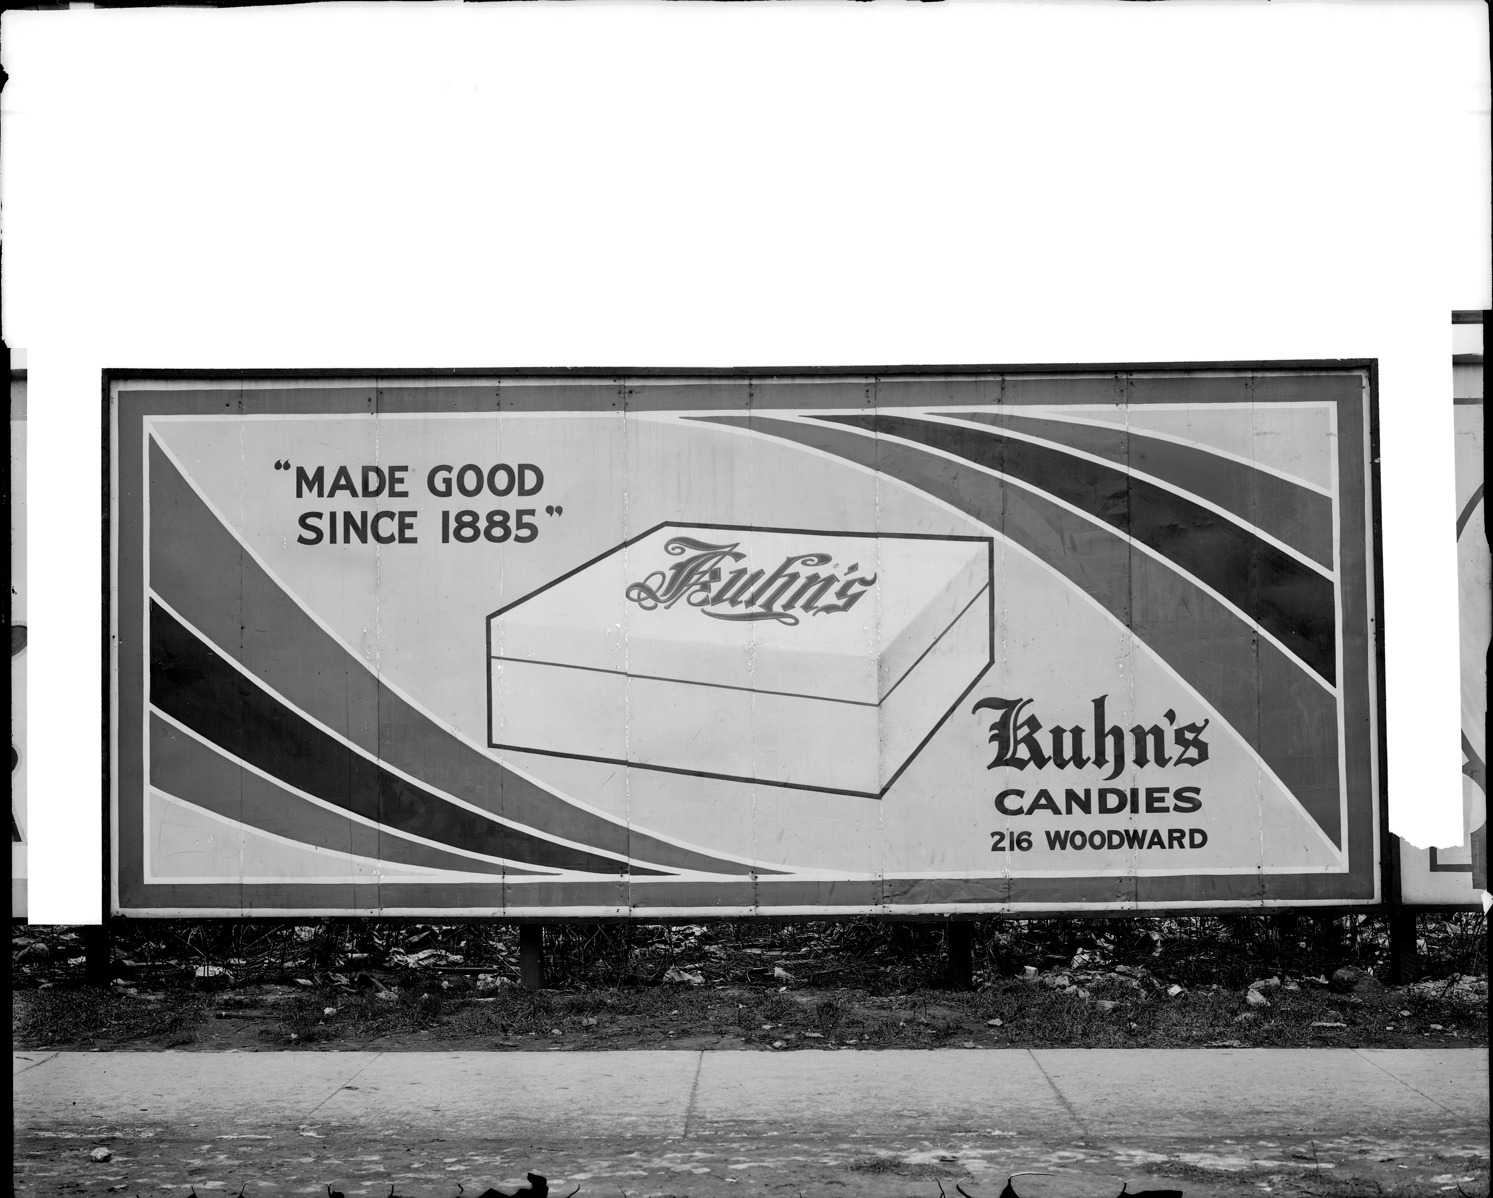 “MADE GOOD
SINCE 1885”
Kuhn's
Kuhn's
CANDIES
216 WOODWARD